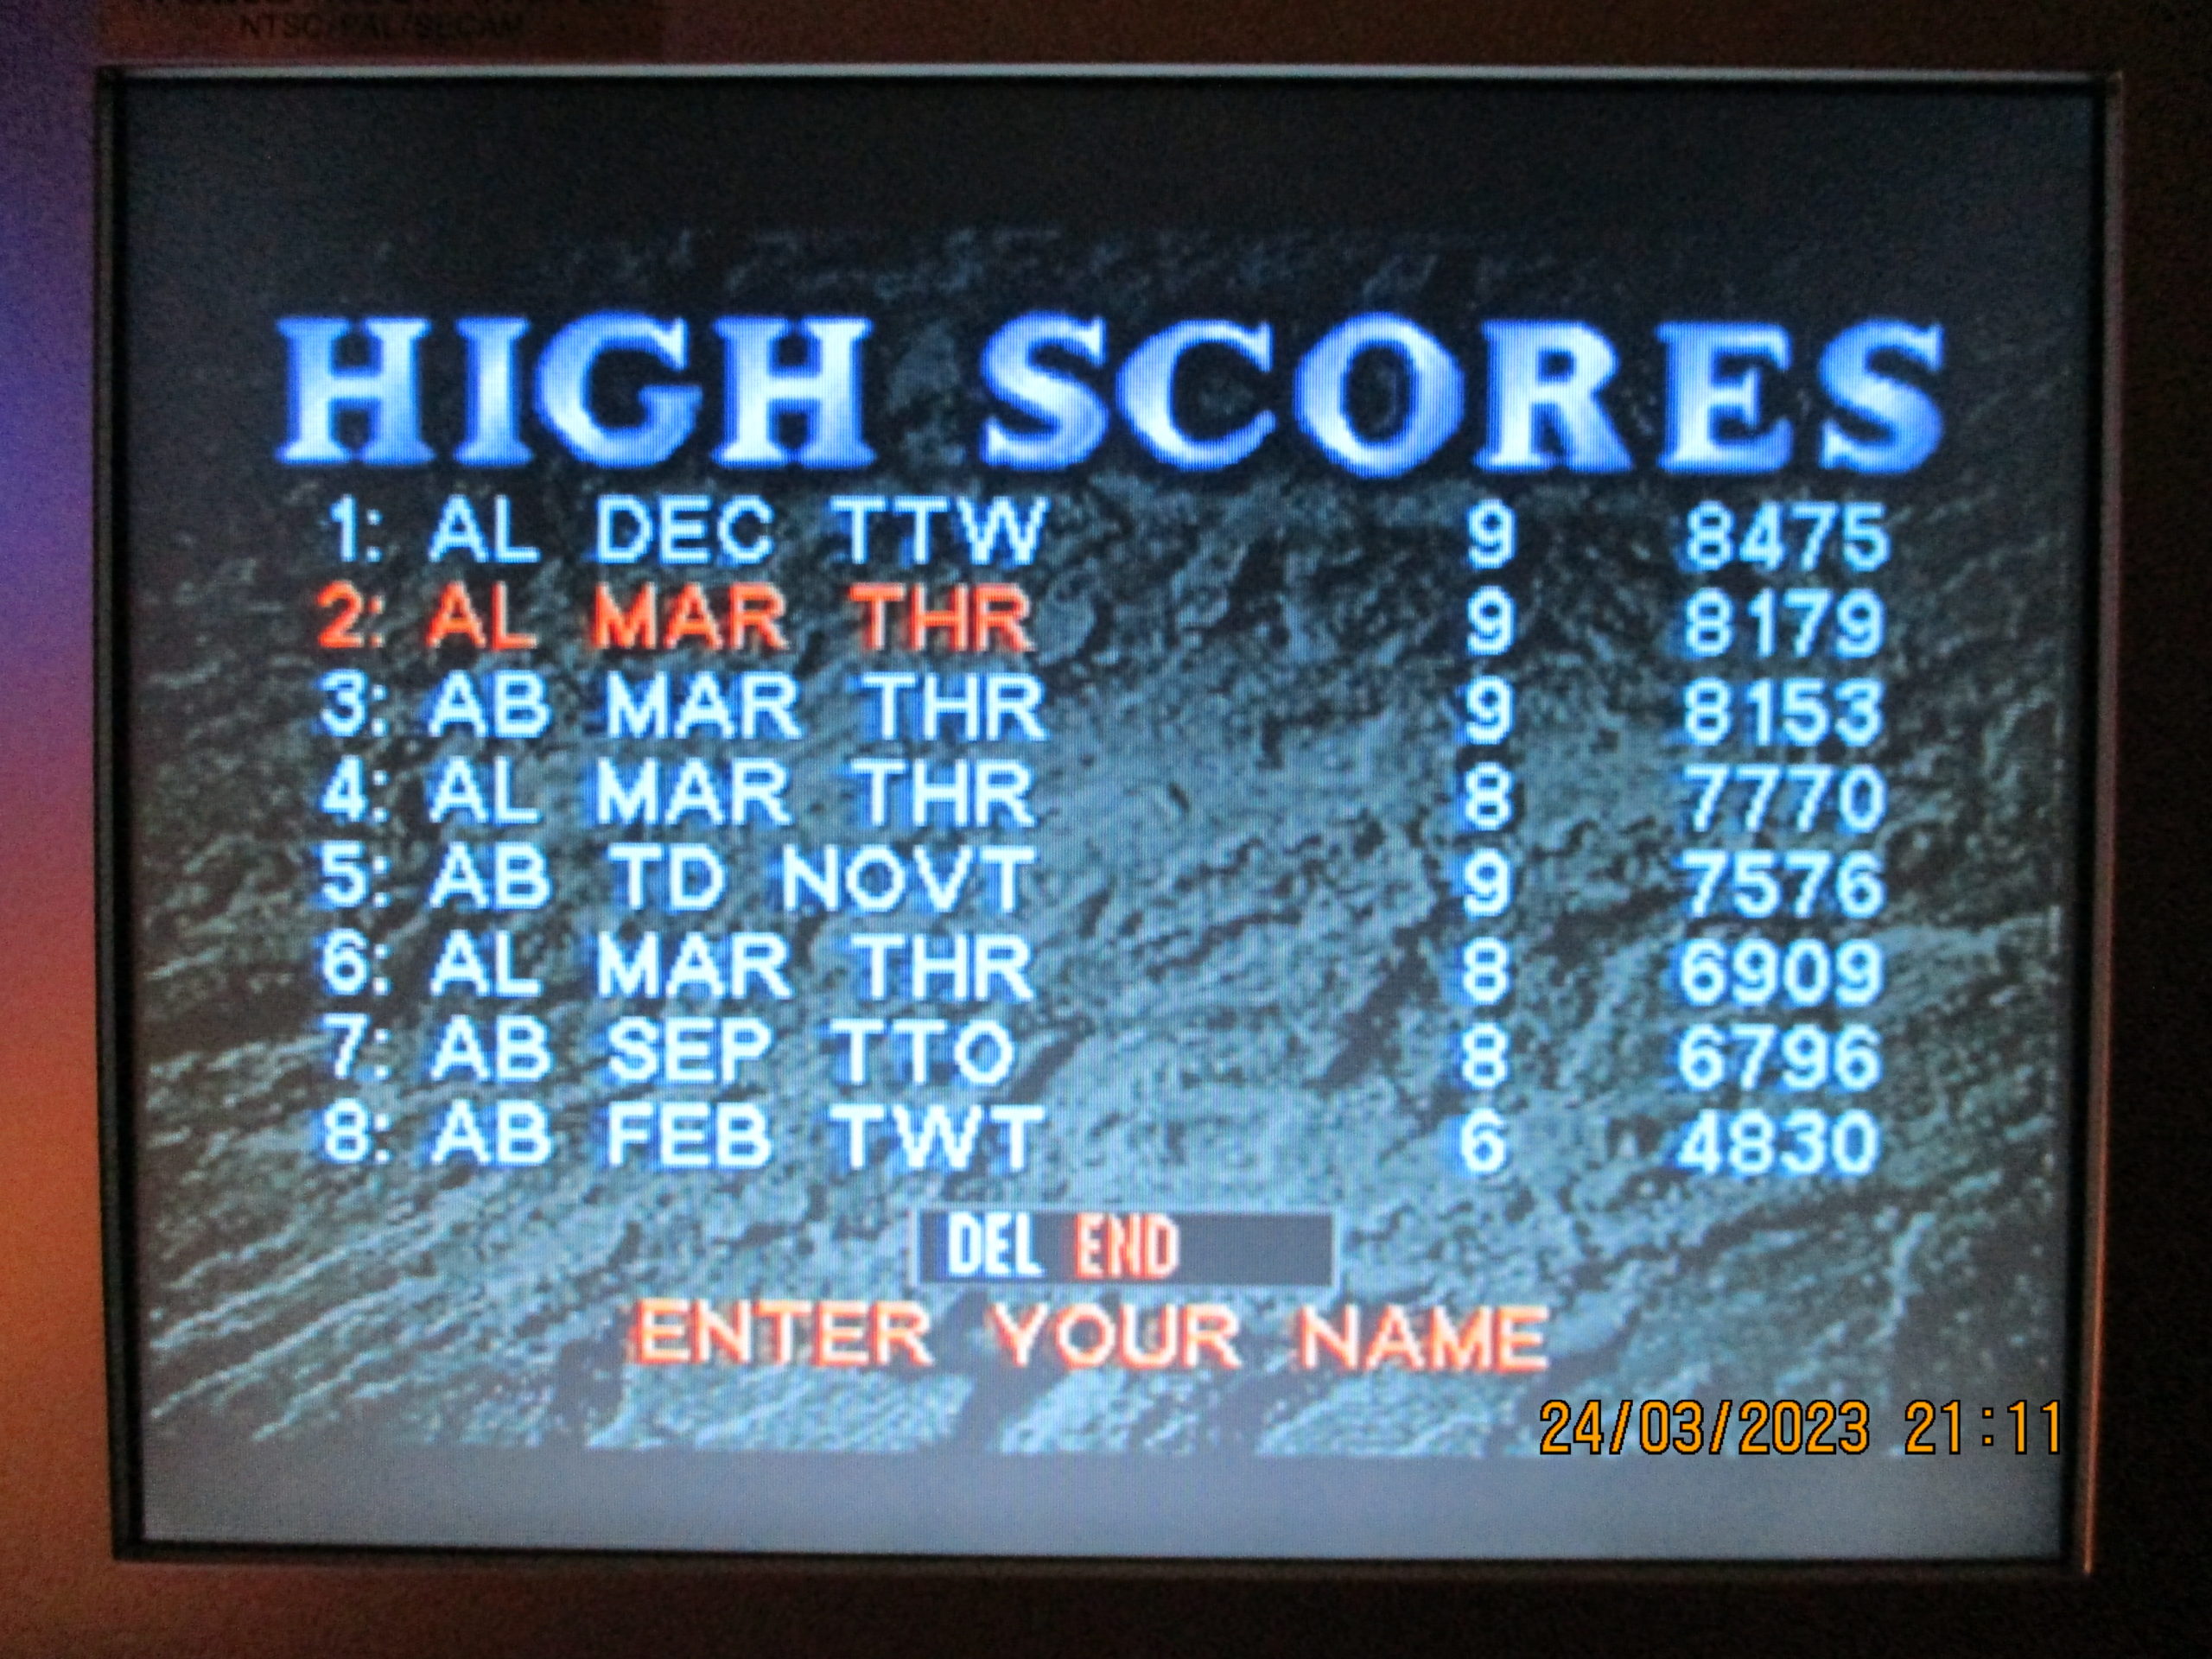 NTSC/PAL/SECAM
HIGH SCORES
1: AL DEC TTW 9 8475
2: AL MAR THR 9 8179
3: AB MAR THR 9 8153
4: AL MAR THR 8 7770
5: AB TD NOVT 9 7576
6: AL MAR THR 8 6909
7: AB SEP TTO 8 6796
8: AB FEB TWT 6 4830
DEL END
ENTER YOUR NAME
24/03/2023 21:11